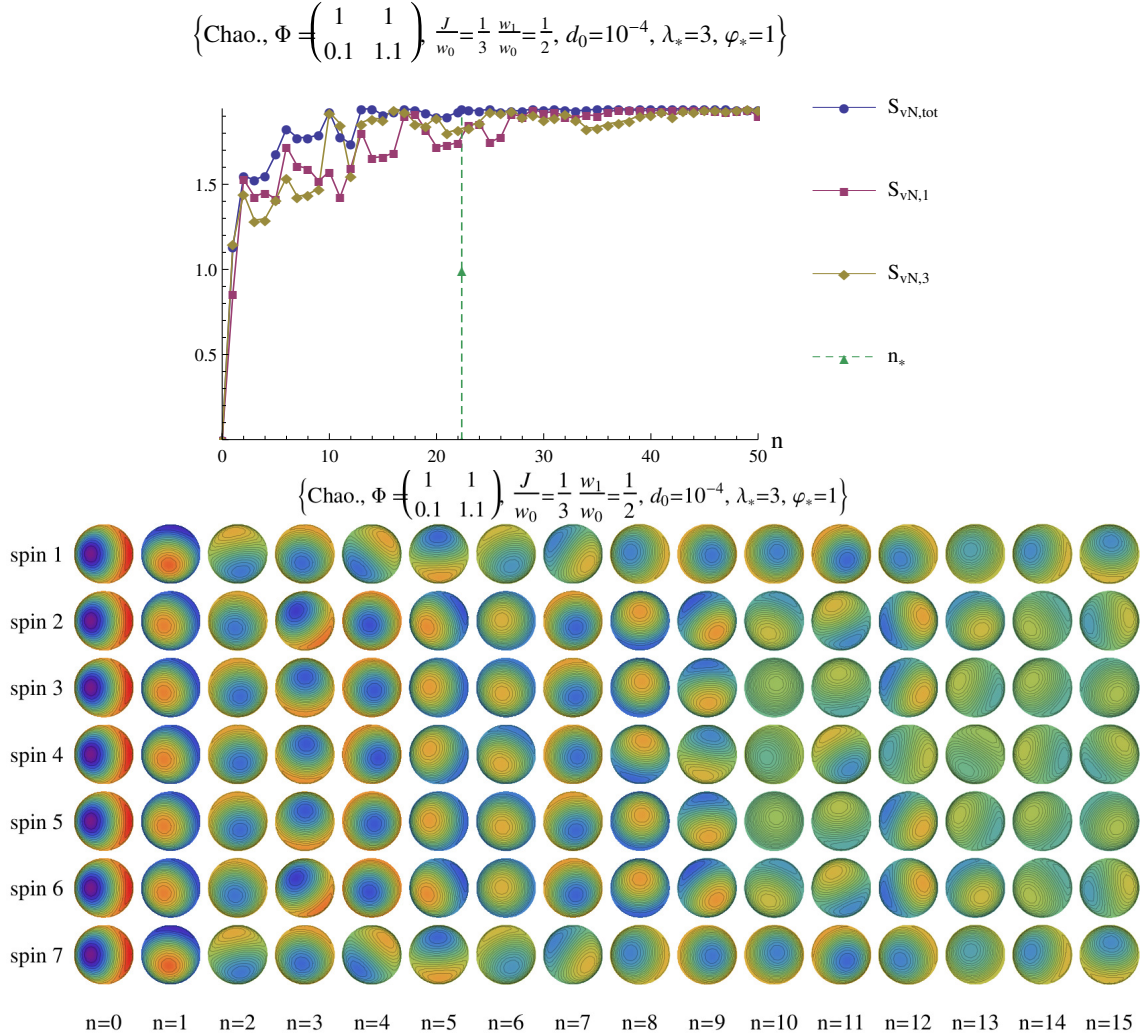 {Chao., Φ=(1 1
0.1 1.1), J/w₀=1/3 w₁/w₀=1/2, d₀=10⁻⁴, λ*=3, φ*=1}
1.5
1.0
0.5
0 10 20 30 40 50
n
S_vN,tot
S_vN,1
S_vN,3
n*
{Chao., Φ=(1 1
0.1 1.1), J/w₀=1/3 w₁/w₀=1/2, d₀=10⁻⁴, λ*=3, φ*=1}
spin 1
spin 2
spin 3
spin 4
spin 5
spin 6
spin 7
n=0 n=1 n=2 n=3 n=4 n=5 n=6 n=7 n=8 n=9 n=10 n=11 n=12 n=13 n=14 n=15